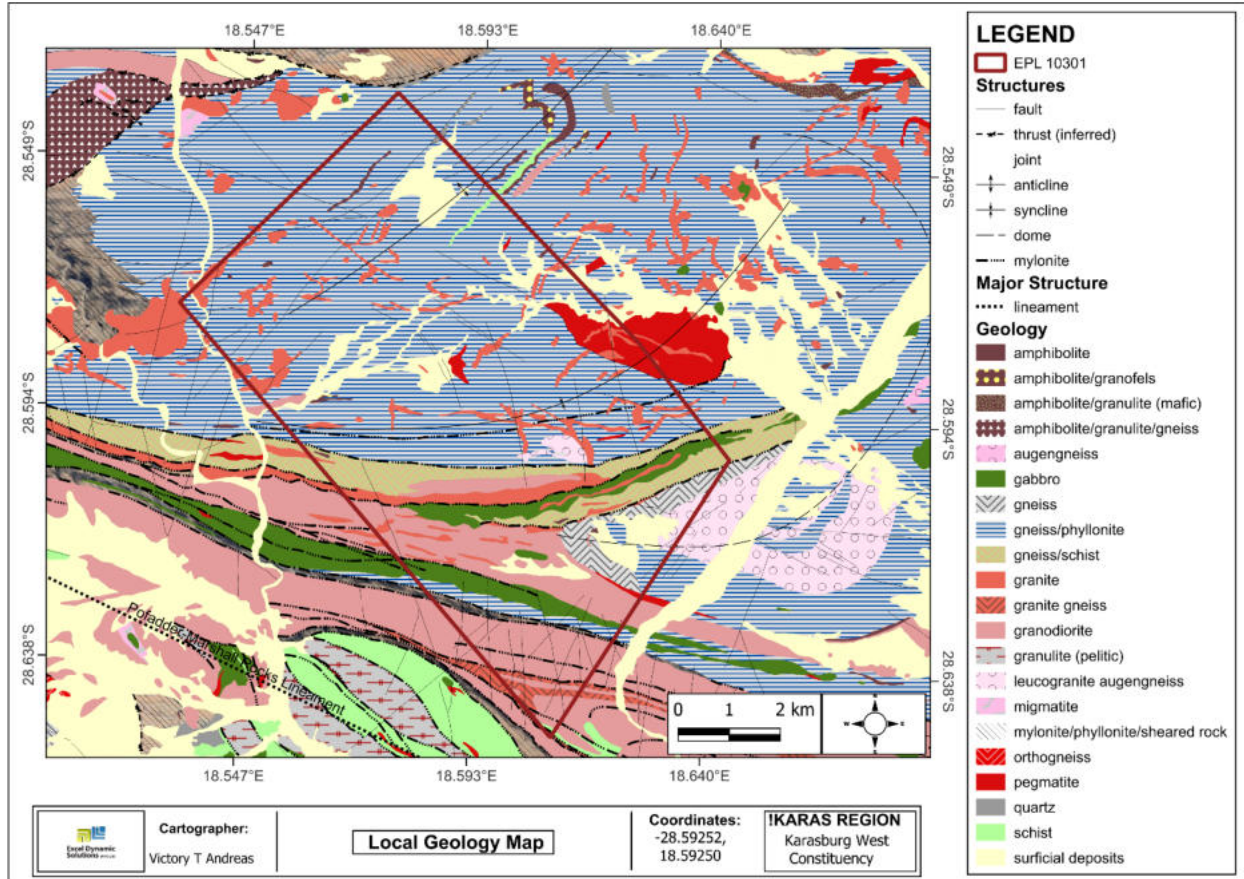 18.547°E 18.593°E 18.640°E
28.549°S 28.549°S
28.594°S 28.594°S
28.638°S 28.638°S
Pofadder-Marshall Rocks Lineament
0 1 2 km
N
W E
S
18.547°E 18.593°E 18.640°E
LEGEND
EPL 10301
Structures
fault
thrust (inferred)
joint
anticline
syncline
dome
mylonite
Major Structure
lineament
Geology
amphibolite
amphibolite/granofels
amphibolite/granulite (mafic)
amphibolite/granulite/gneiss
augengneiss
gabbro
gneiss
gneiss/phyllonite
gneiss/schist
granite
granite gneiss
granodiorite
granulite (pelitic)
leucogranite augengneiss
migmatite
mylonite/phyllonite/sheared rock
orthogneiss
pegmatite
quartz
schist
surficial deposits
Excel Dynamic
Solutions
Cartographer:
Victory T Andreas
Local Geology Map
Coordinates:
-28.59252,
18.59250
!KARAS REGION
Karasburg West
Constituency